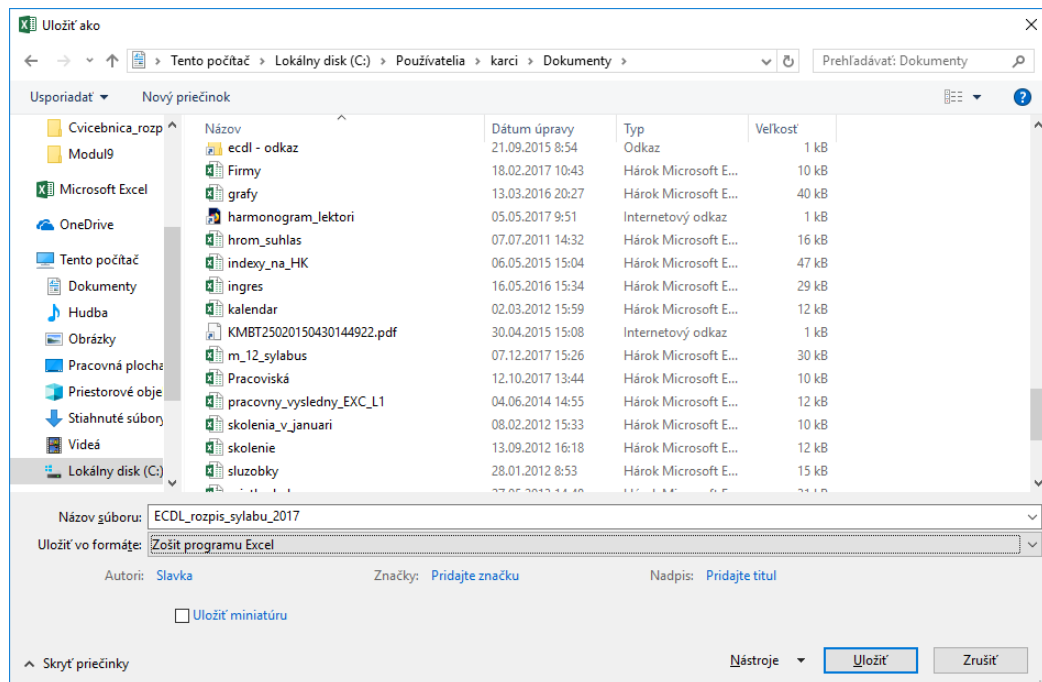 Uložiť ako
Tento počítač > Lokálny disk (C:) > Používatelia > karci > Dokumenty >
Prehľadávať: Dokumenty
Usporiadať
Nový priečinok
Cvicebnica_rozp
Modul9
Microsoft Excel
OneDrive
Tento počítač
Dokumenty
Hudba
Obrázky
Pracovná plocha
Priestorové obje
Stiahnuté súbory
Videá
Lokálny disk (C:)
Názov Dátum úpravy Typ Veľkosť
ecdl - odkaz 21.09.2015 8:54 Odkaz 1 kB
Firmy 18.02.2017 10:43 Hárok Microsoft E... 10 kB
grafy 13.03.2016 20:27 Hárok Microsoft E... 40 kB
harmonogram_lektori 05.05.2017 9:51 Internetový odkaz 1 kB
hrom_suhlas 07.07.2011 14:32 Hárok Microsoft E... 16 kB
indexy_na_HK 06.05.2015 15:04 Hárok Microsoft E... 47 kB
ingres 16.05.2016 15:34 Hárok Microsoft E... 29 kB
kalendar 02.03.2012 15:59 Hárok Microsoft E... 12 kB
KMBT25020150430144922.pdf 30.04.2015 15:08 Internetový odkaz 1 kB
m_12_sylabus 07.12.2017 15:26 Hárok Microsoft E... 30 kB
Pracoviská 12.10.2017 13:44 Hárok Microsoft E... 10 kB
pracovny_vysledny_EXC_L1 04.06.2014 14:55 Hárok Microsoft E... 12 kB
skolenia_v_januari 08.02.2012 15:33 Hárok Microsoft E... 10 kB
skolenie 13.09.2012 16:18 Hárok Microsoft E... 12 kB
sluzobky 28.01.2012 8:53 Hárok Microsoft E... 15 kB
Názov súboru: ECDL_rozpis_sylabu_2017
Uložiť vo formáte: Zošit programu Excel
Autori: Slavka Značky: Pridajte značku Nadpis: Pridajte titul
Uložiť miniatúru
Skryť priečinky
Nástroje
Uložiť
Zrušiť